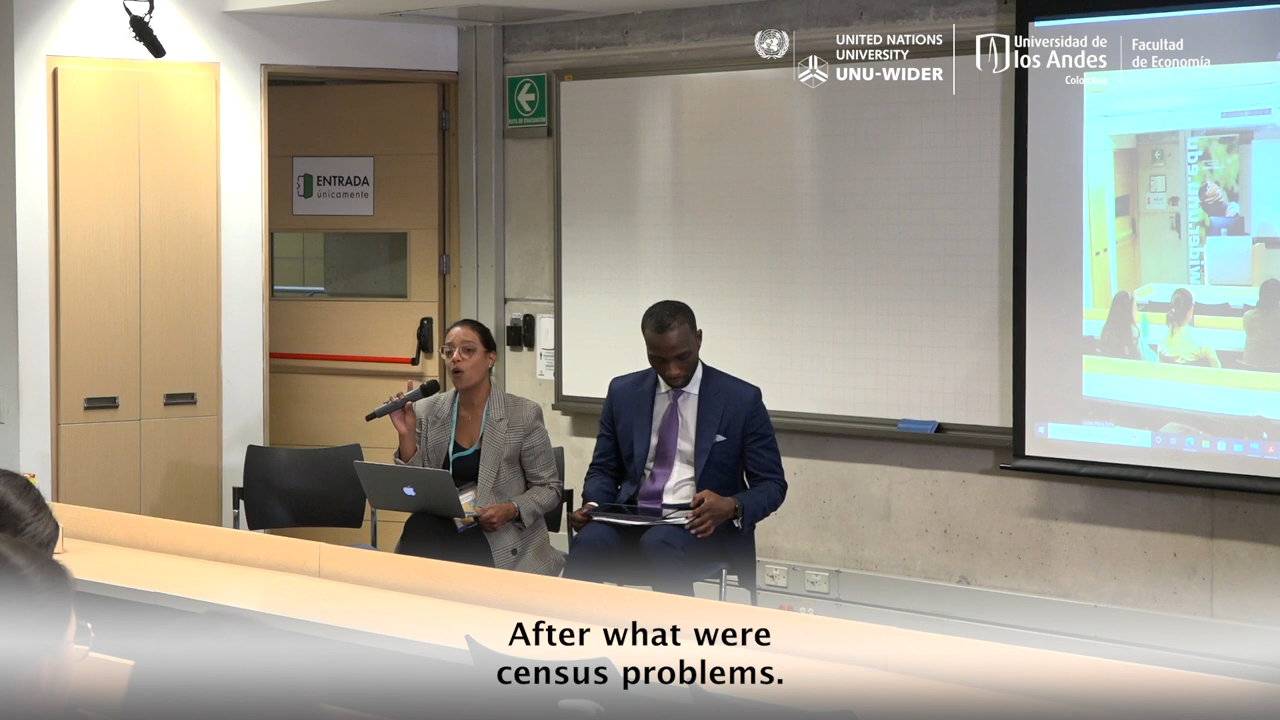 UNITED NATIONS
UNIVERSITY
UNU-WIDER
Universidad de
los Andes
Colombia
Facultad
de Economía
ENTRADA
únicamente
After what were
census problems.